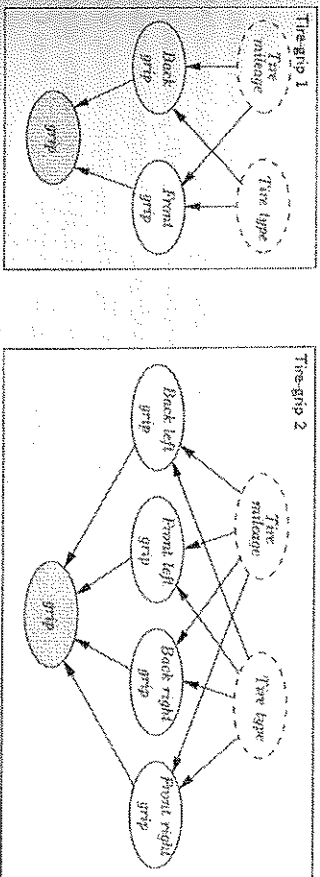 Tire-grip 1
Tire
mileage
Tire type
Back
grip
Front
grip
grip
Tire-grip 2
Tire
mileage
Tire type
Back left
grip
Front left
grip
Back right
grip
Front right
grip
grip